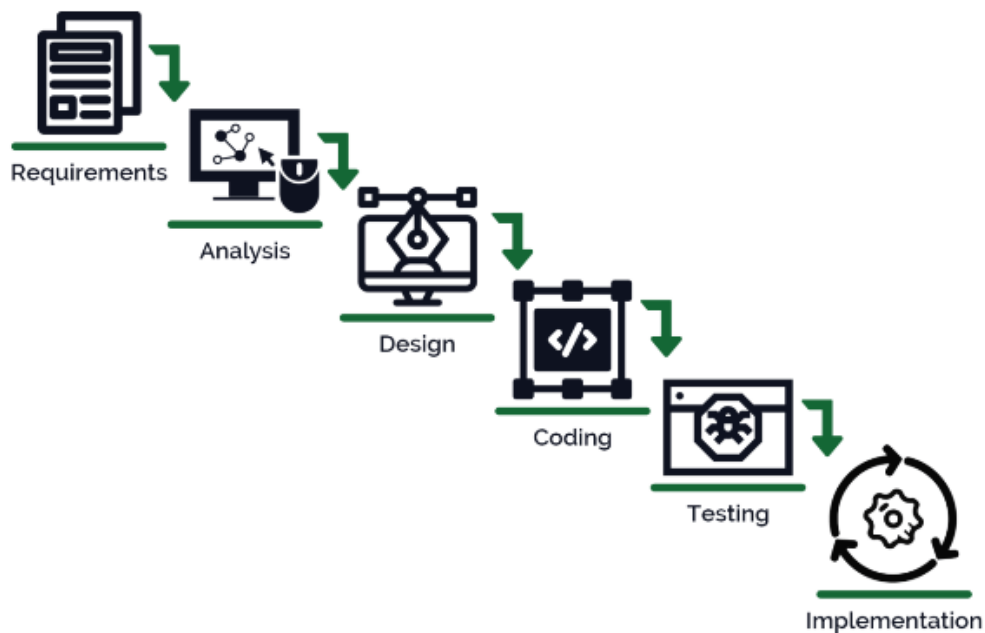 Requirements
Analysis
Design
</>
Coding
Testing
Implementation